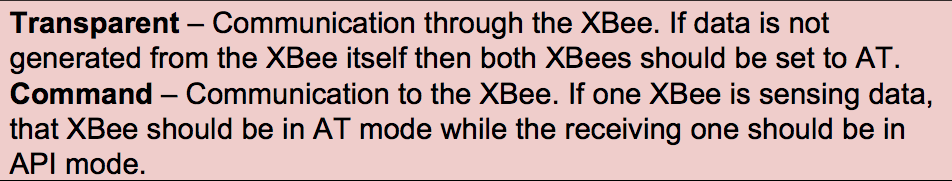 Transparent – Communication through the XBee. If data is not
generated from the XBee itself then both XBees should be set to AT.
Command – Communication to the XBee. If one XBee is sensing data,
that XBee should be in AT mode while the receiving one should be in
API mode.